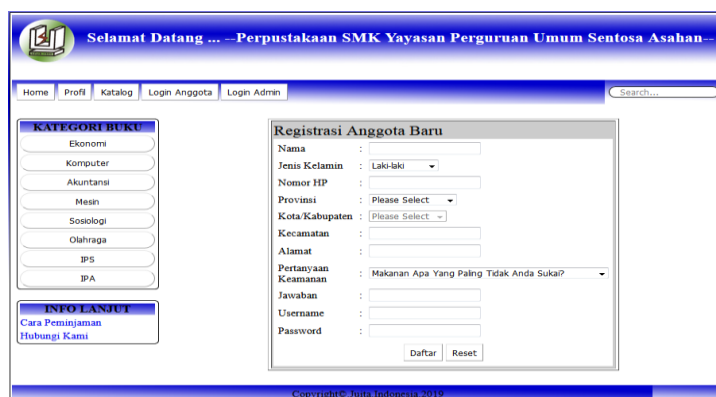 Selamat Datang ... --Perpustakaan SMK Yayasan Perguruan Umum Sentosa Asahan--
Home Profil Katalog Login Anggota Login Admin Search...
KATEGORI BUKU
Ekonomi
Komputer
Akuntansi
Mesin
Sosiologi
Olahraga
IPS
IPA
INFO LANJUT
Cara Peminjaman
Hubungi Kami
Registrasi Anggota Baru
Nama :
Jenis Kelamin : Laki-laki
Nomor HP :
Provinsi : Please Select
Kota/Kabupaten : Please Select
Kecamatan :
Alamat :
Pertanyaan
Keamanan : Makanan Apa Yang Paling Tidak Anda Sukai?
Jawaban :
Username :
Password :
Daftar Reset
Copyright© Juita Indonesia 2019